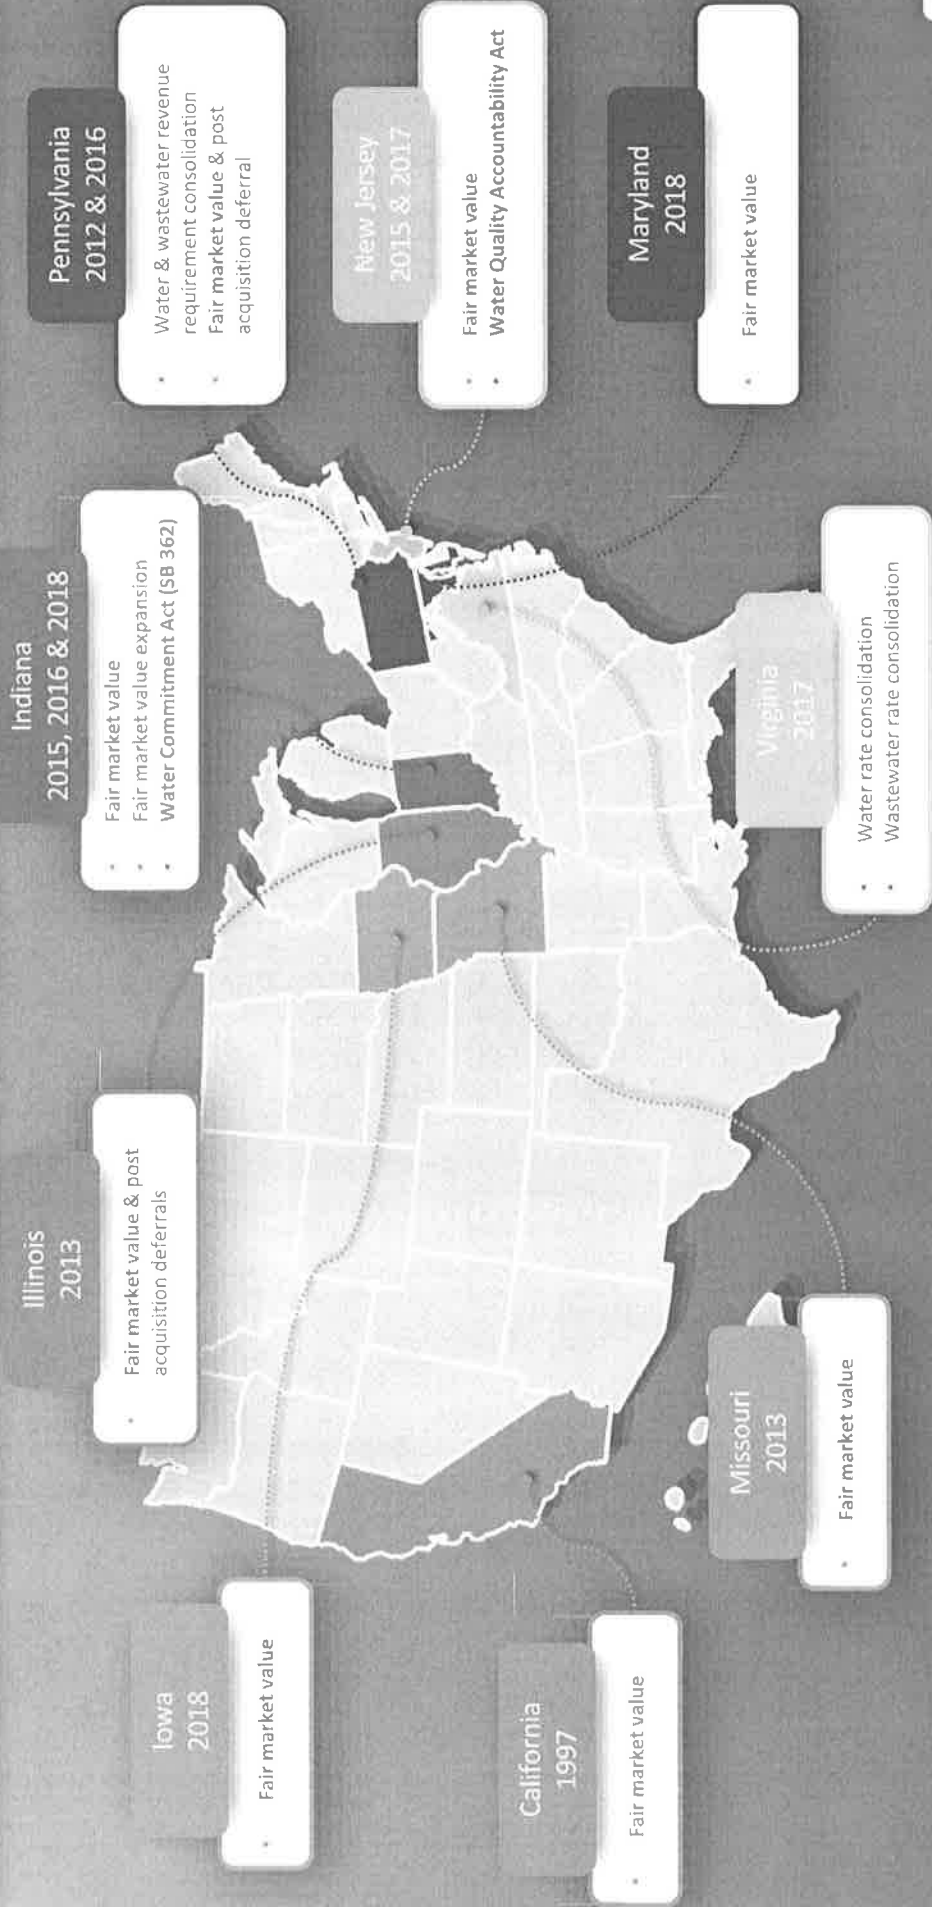 Iowa
2018
• Fair market value
Illinois
2013
• Fair market value & post
acquisition deferrals
Indiana
2015, 2016 & 2018
• Fair market value
• Fair market value expansion
• Water Commitment Act (SB 362)
Pennsylvania
2012 & 2016
• Water & wastewater revenue
requirement consolidation
• Fair market value & post
acquisition deferral
New Jersey
2015 & 2017
• Fair market value
• Water Quality Accountability Act
Maryland
2018
• Fair market value
California
1997
• Fair market value
Missouri
2013
• Fair market value
Virginia
2017
• Water rate consolidation
• Wastewater rate consolidation